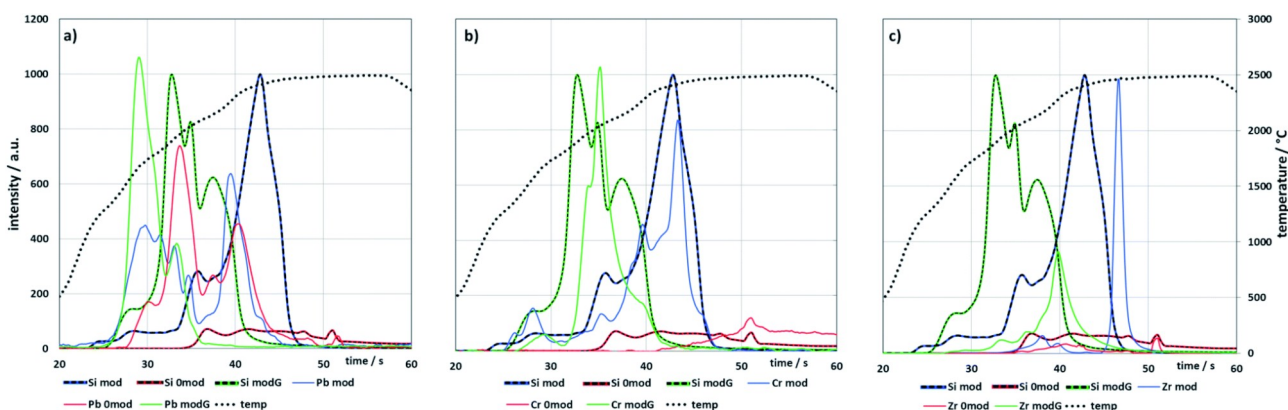 a)
1200
1000
800
600
400
200
0
intensity / a.u.
20 30 40 50 60
time / s
Si mod Si 0mod Si modG Pb mod
Pb 0mod Pb modG temp
b)
20 30 40 50 60
time / s
Si mod Si 0mod Si modG Cr mod
Cr 0mod Cr modG temp
c)
3000
2500
2000
1500
1000
500
0
temperature / °C
20 30 40 50 60
time / s
Si mod Si 0mod Si modG Zr mod
Zr 0mod Zr modG temp